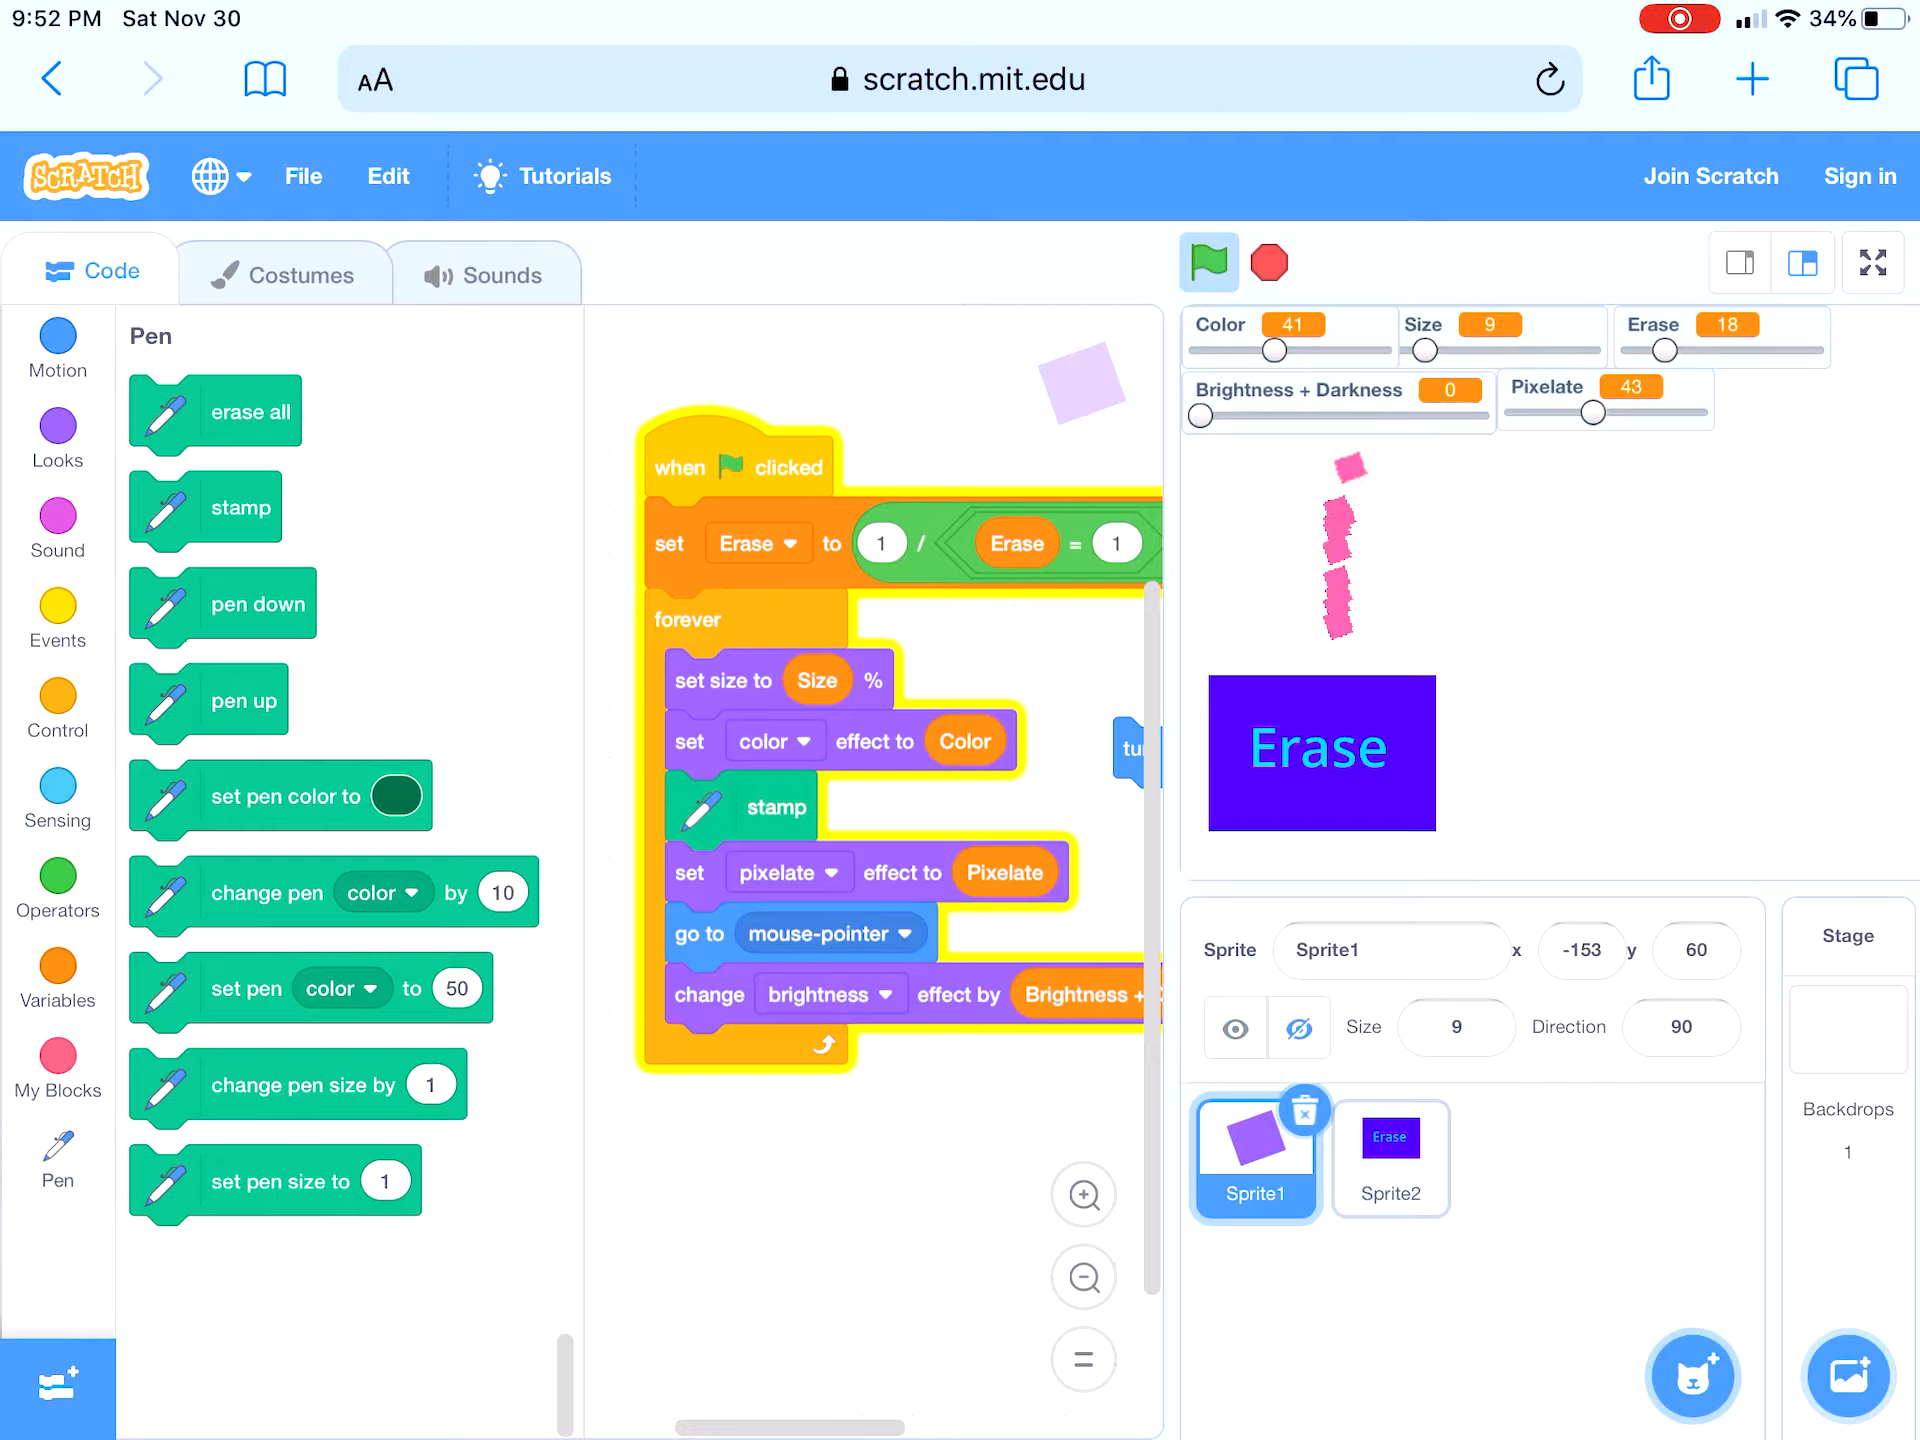 9:52 PM Sat Nov 30
34%
AA
scratch.mit.edu
SCRATCH
File
Edit
Tutorials
Join Scratch
Sign in
Code
Costumes
Sounds
Motion
Looks
Sound
Events
Control
Sensing
Operators
Variables
My Blocks
Pen
Pen
erase all
stamp
pen down
pen up
set pen color to
change pen color by 10
set pen color to 50
change pen size by 1
set pen size to 1
when clicked
set Erase to 1 / Erase = 1
forever
set size to Size %
set color effect to Color
stamp
set pixelate effect to Pixelate
go to mouse-pointer
change brightness effect by Brightness +
tu
Color 41
Size 9
Erase 18
Brightness + Darkness 0
Pixelate 43
Erase
Sprite Sprite1 x -153 y 60
Size 9 Direction 90
Erase
Sprite1
Sprite2
Stage
Backdrops
1